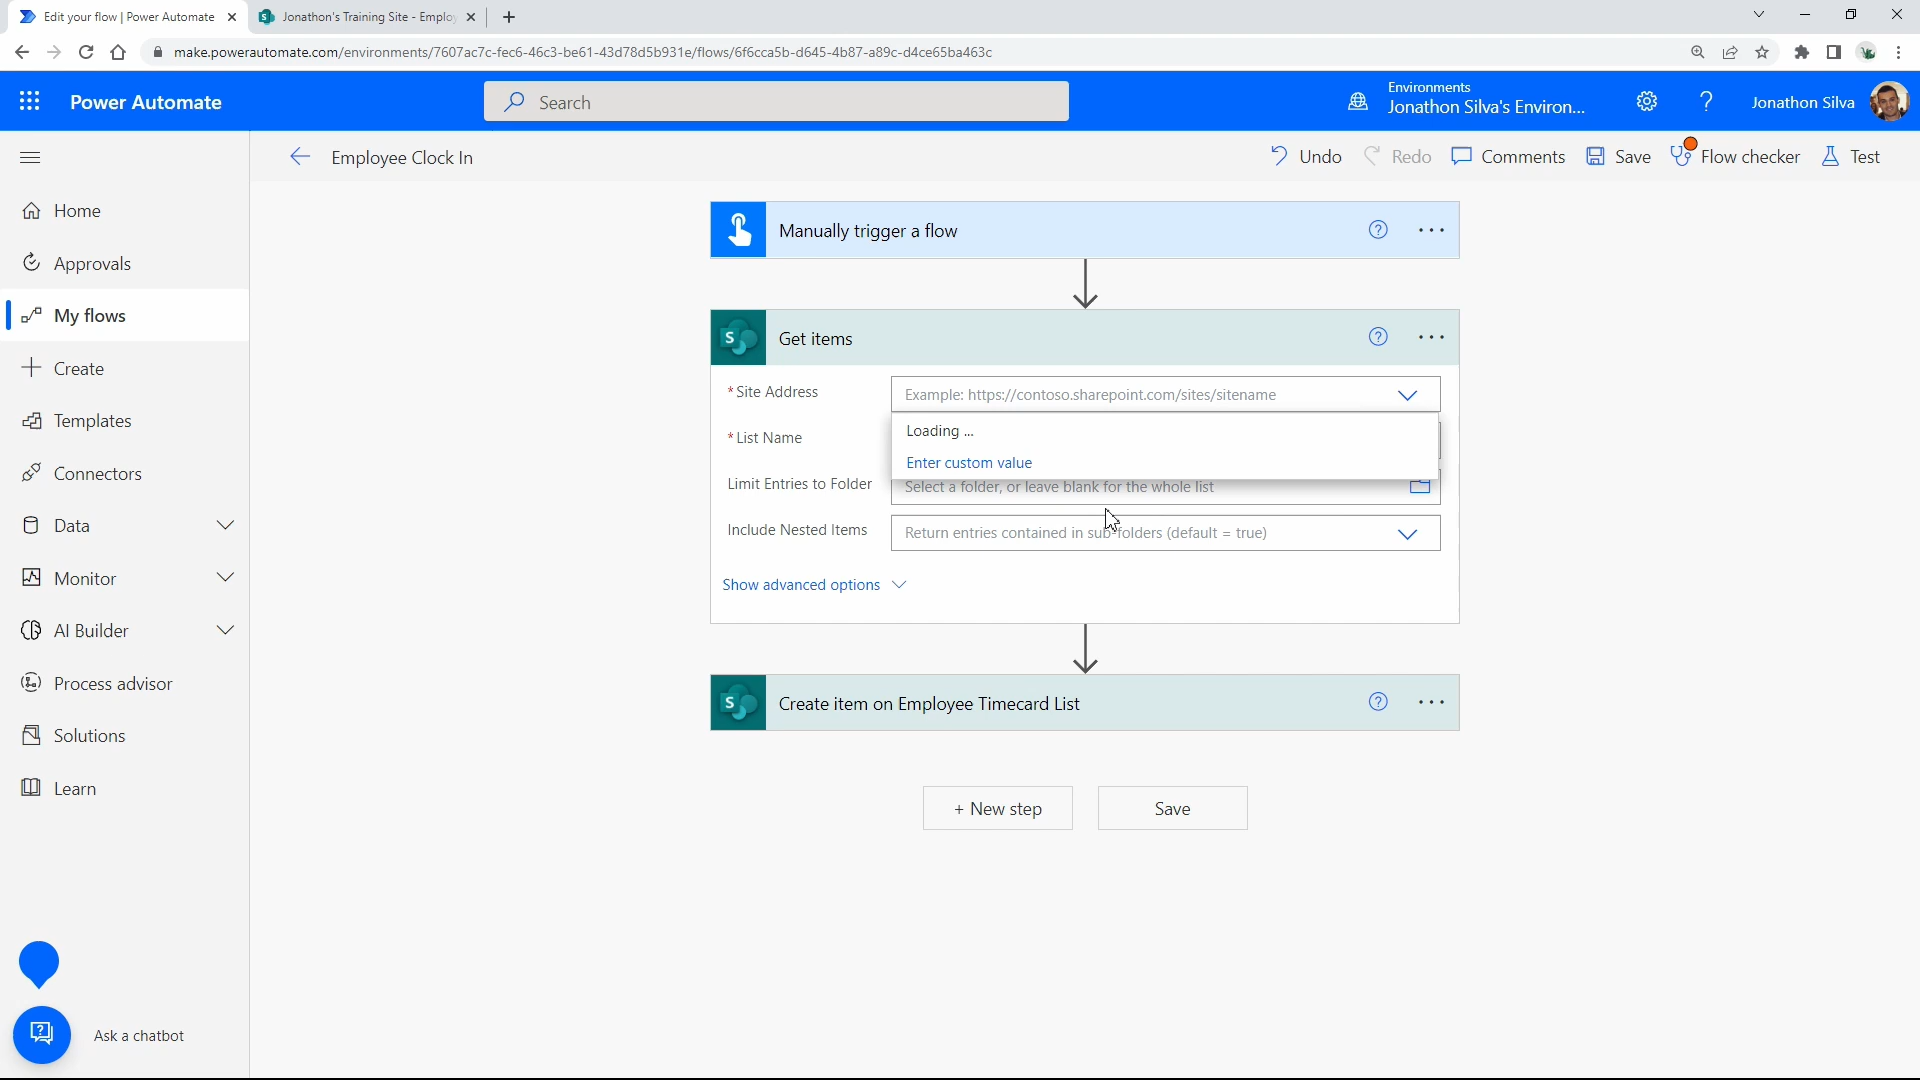 Edit your flow | Power Automate
Jonathon's Training Site - Employ
make.powerautomate.com/environments/7607ac7c-fec6-46c3-be61-43d78d5b931e/flows/6f6cca5b-d645-4b87-a89c-d4ce65ba463c
Power Automate
Search
Environments
Jonathon Silva's Environ...
Jonathon Silva
Employee Clock In
Undo
Redo
Comments
Save
Flow checker
Test
Home
Approvals
My flows
Create
Templates
Connectors
Data
Monitor
AI Builder
Process advisor
Solutions
Learn
Ask a chatbot
Manually trigger a flow
S
Get items
* Site Address
Example: https://contoso.sharepoint.com/sites/sitename
Loading ...
* List Name
Enter custom value
Limit Entries to Folder
Select a folder, or leave blank for the whole list
Include Nested Items
Return entries contained in sub-folders (default = true)
Show advanced options
S
Create item on Employee Timecard List
+ New step
Save